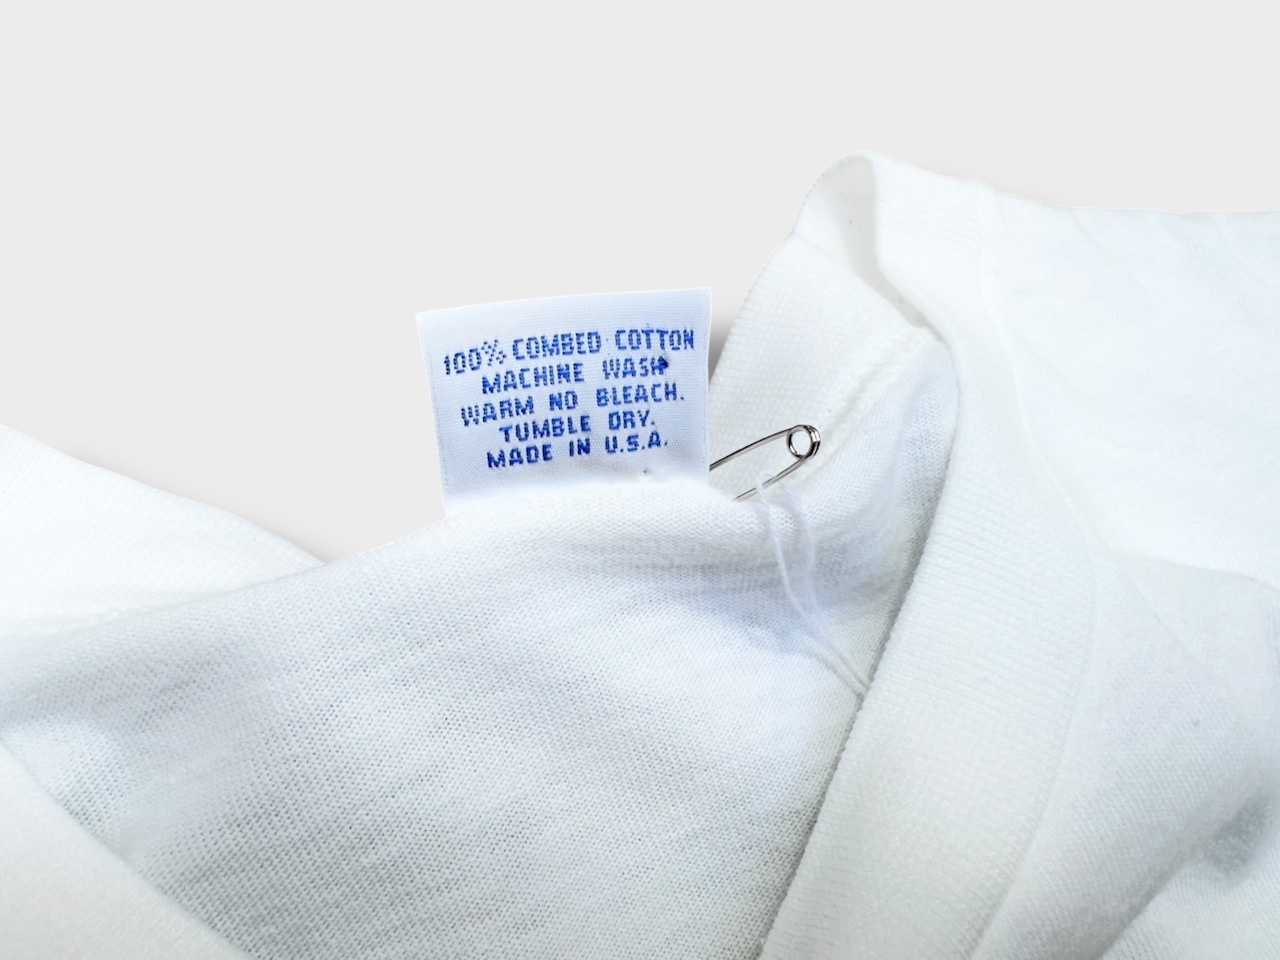 100% COMBED COTTON
MACHINE WASH
WARM NO BLEACH.
TUMBLE DRY.
MADE IN U.S.A.